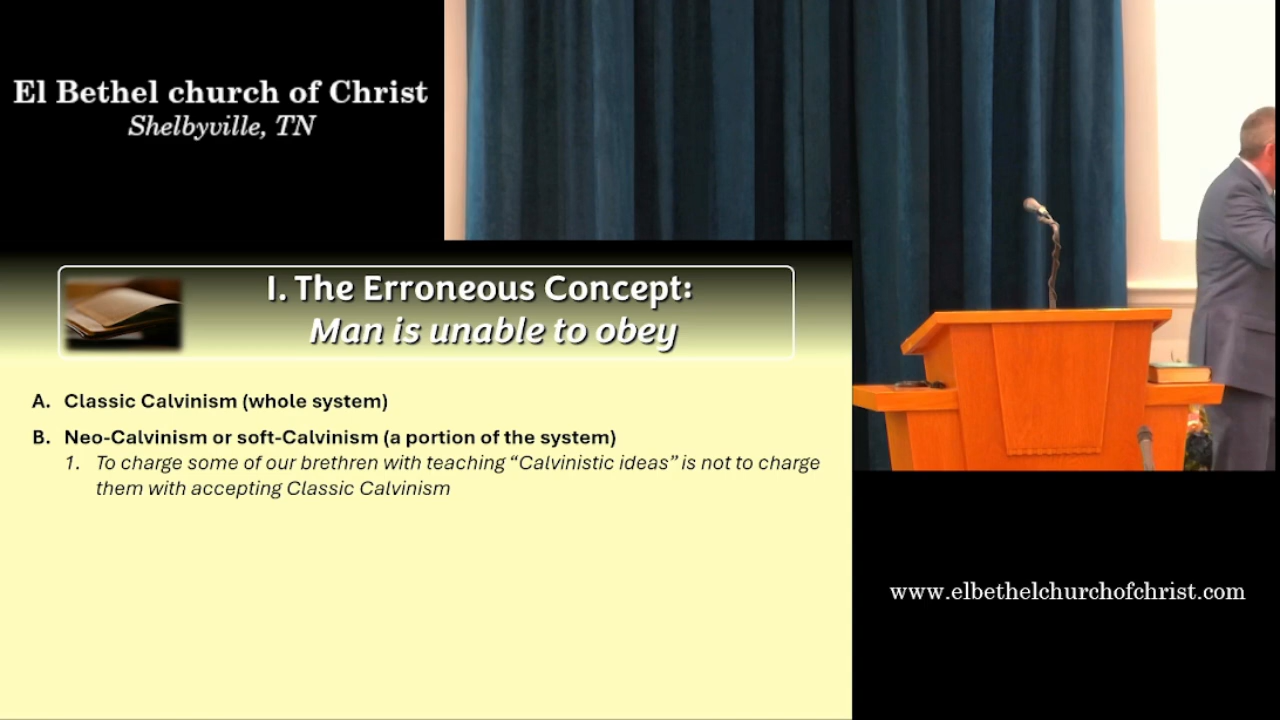 El Bethel church of Christ
Shelbyville, TN
I. The Erroneous Concept:
Man is unable to obey
A. Classic Calvinism (whole system)
B. Neo-Calvinism or soft-Calvinism (a portion of the system)
1. To charge some of our brethren with teaching “Calvinistic ideas” is not to charge
them with accepting Classic Calvinism
www.elbethelchurchofchrist.com